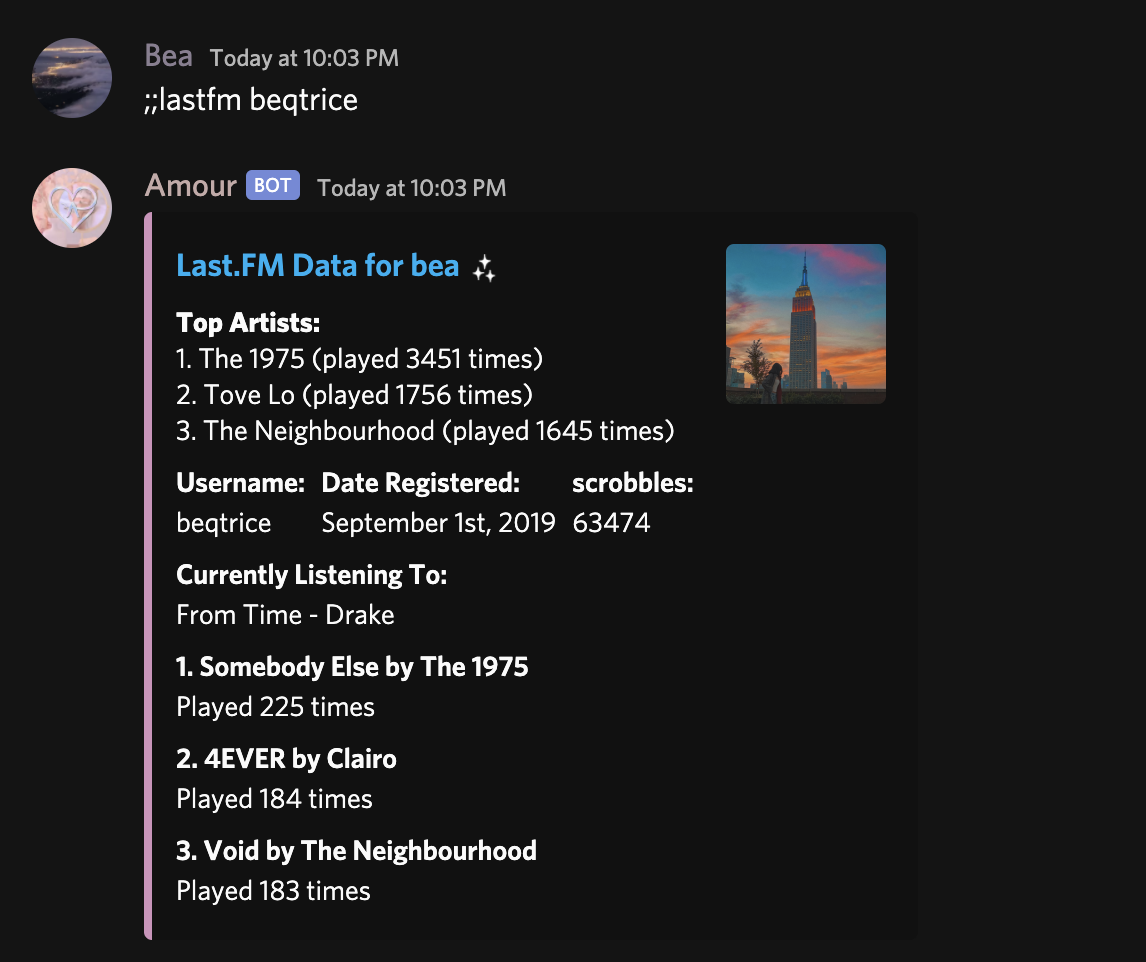 Bea Today at 10:03 PM
;;lastfm beqtrice
Amour BOT Today at 10:03 PM
Last.FM Data for bea ✨
Top Artists:
1. The 1975 (played 3451 times)
2. Tove Lo (played 1756 times)
3. The Neighbourhood (played 1645 times)
Username: Date Registered: scrobbles:
beqtrice September 1st, 2019 63474
Currently Listening To:
From Time - Drake
1. Somebody Else by The 1975
Played 225 times
2. 4EVER by Clairo
Played 184 times
3. Void by The Neighbourhood
Played 183 times